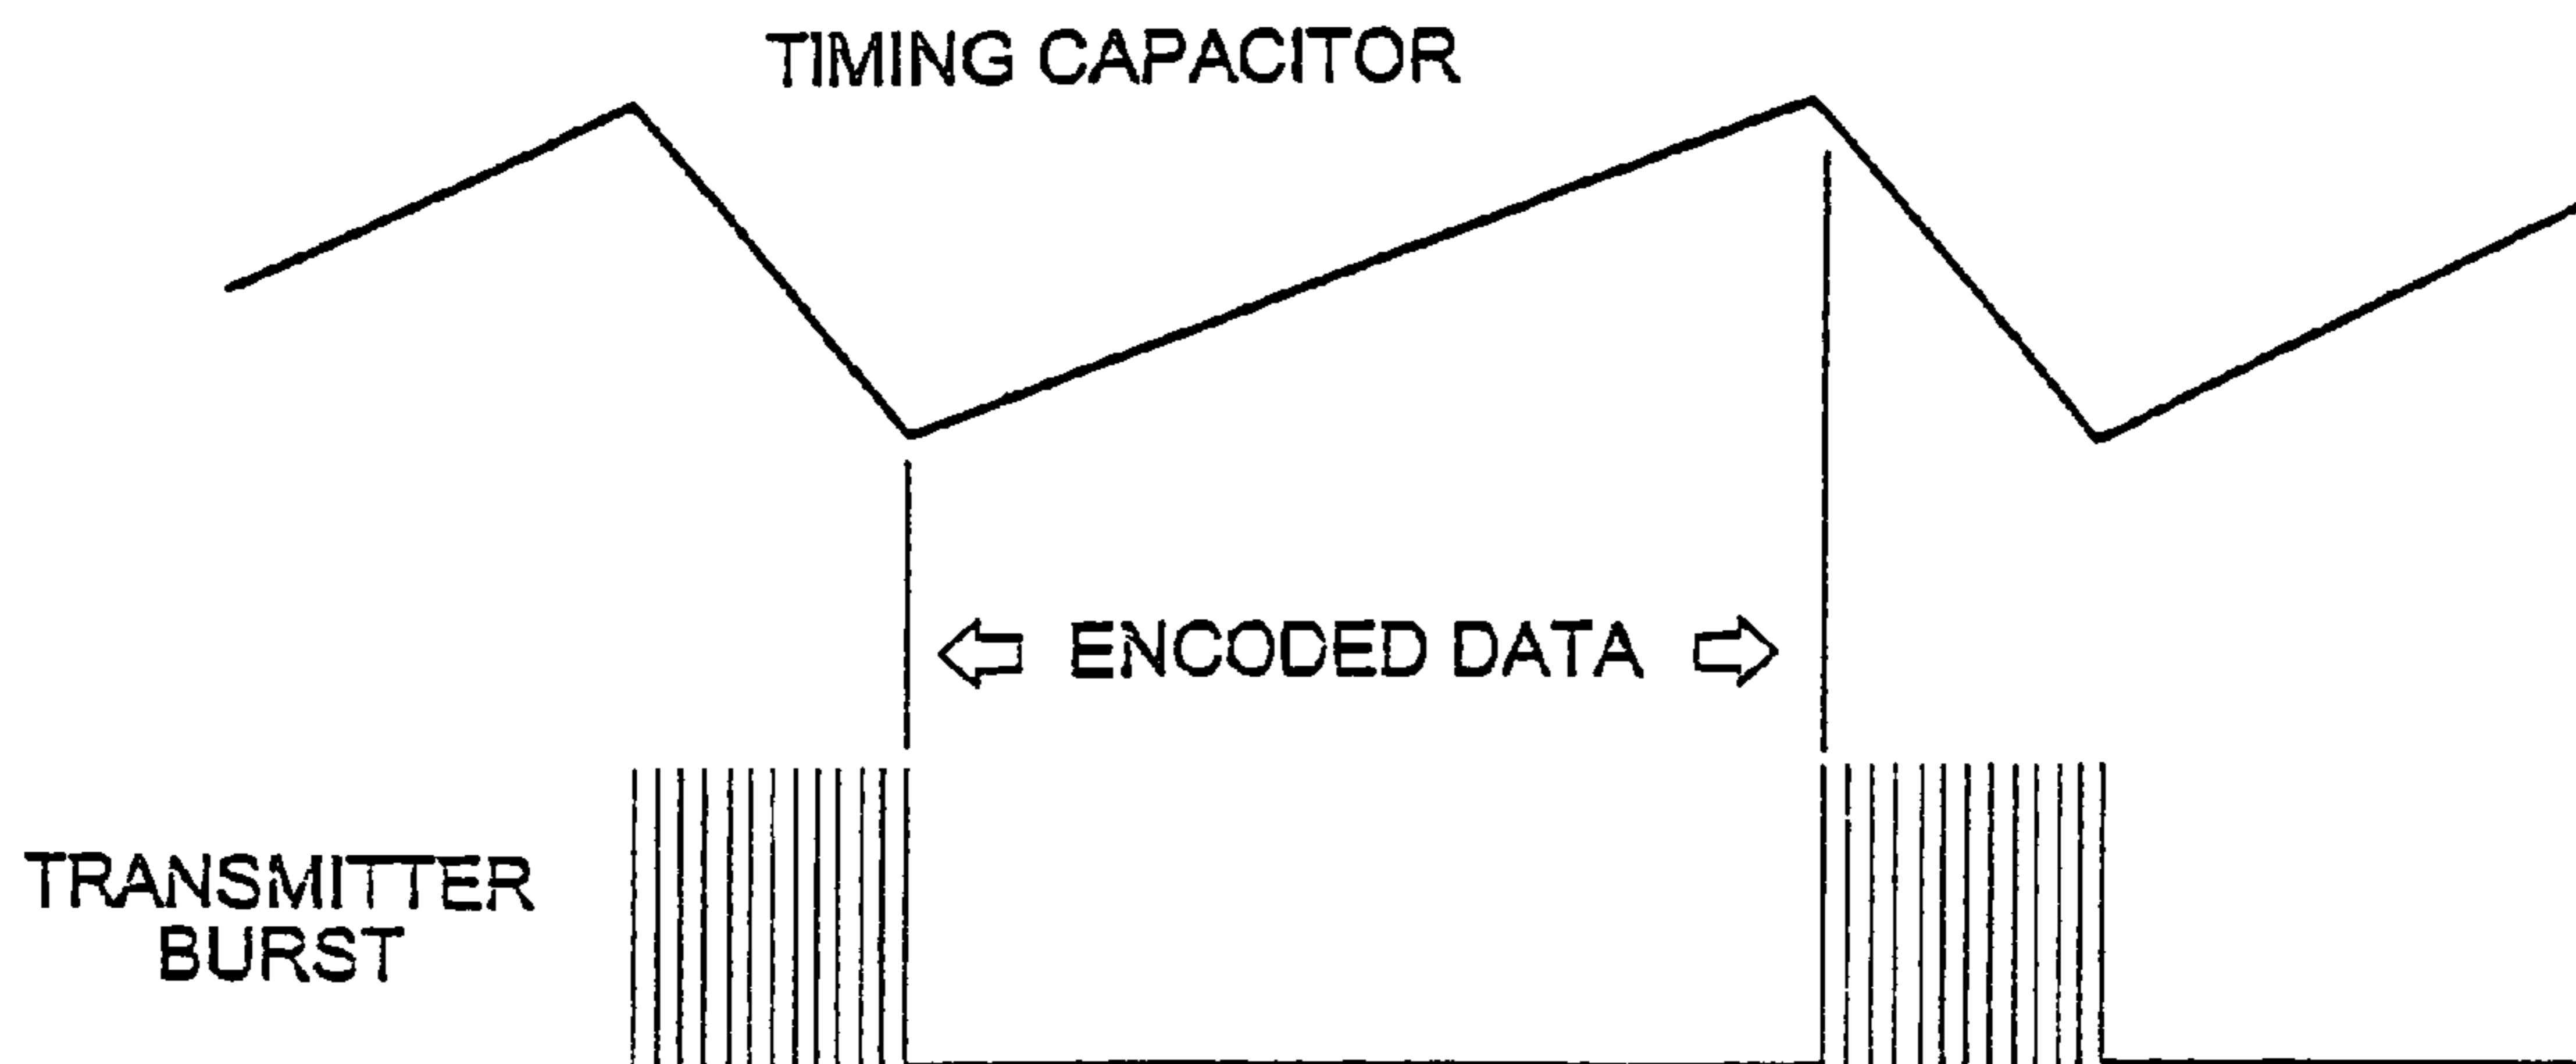 TIMING CAPACITOR
ENCODED DATA
TRANSMITTER
BURST